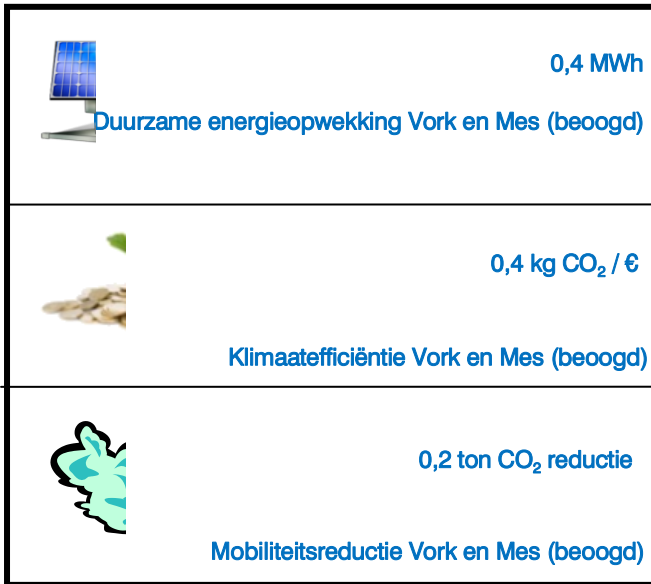 0,4 MWh
Duurzame energieopwekking Vork en Mes (beoogd)
0,4 kg CO₂ / €
Klimaatefficiëntie Vork en Mes (beoogd)
0,2 ton CO₂ reductie
Mobiliteitsreductie Vork en Mes (beoogd)